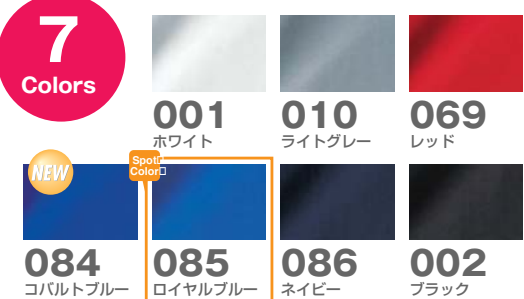 7
Colors
001
ホワイト
010
ライトグレー
069
レッド
NEW
084
コバルトブルー
Spot
Color
085
ロイヤルブルー
086
ネイビー
002
ブラック